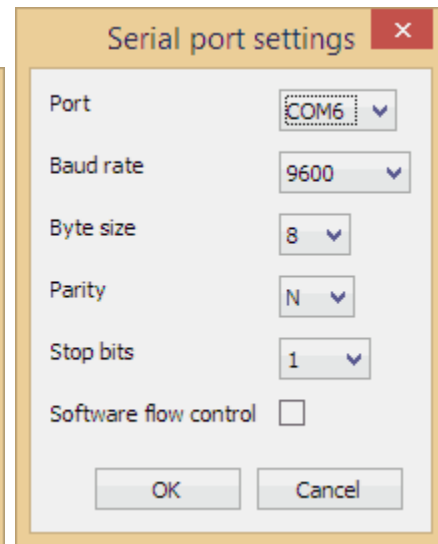 Serial port settings
Port COM6
Baud rate 9600
Byte size 8
Parity N
Stop bits 1
Software flow control
OK Cancel